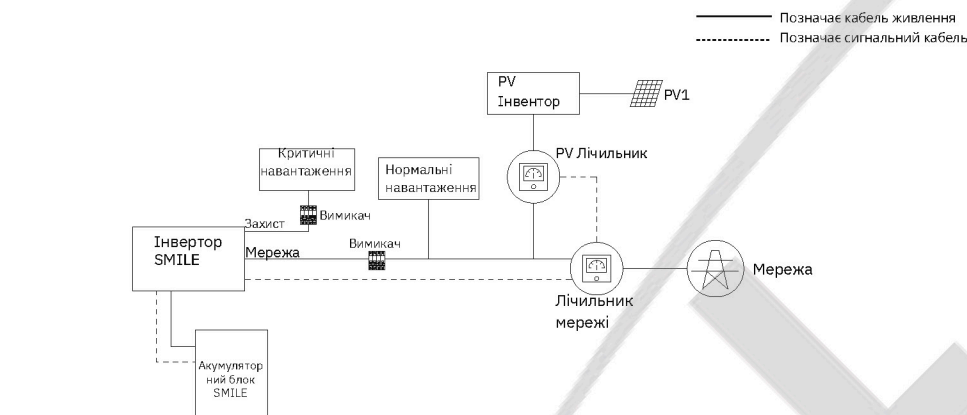 Позначає кабель живлення
Позначає сигнальний кабель
PV
Інвентор
PV1
Критичні
навантаження
Нормальні
навантаження
PV Лічильник
Захист
Вимикач
Інвертор
SMILE
Мережа
Вимикач
Мережа
Лічильник
мережі
Акумулятор
ний блок
SMILE